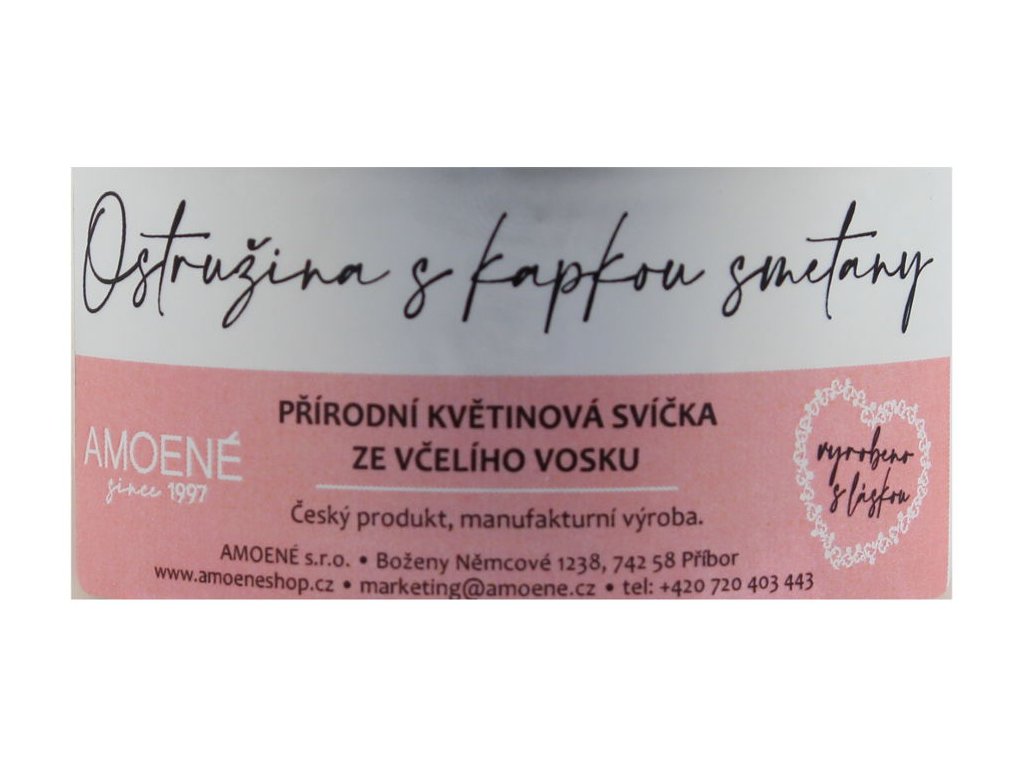 Ostružina s kapkou smetany
PŘÍRODNÍ KVĚTINOVÁ SVÍČKA
ZE VČELÍHO VOSKU
AMOENÉ
since 1997
Český produkt, manufakturní výroba.
AMOENÉ s.r.o. • Boženy Němcové 1238, 742 58 Příbor
www.amoeneshop.cz • marketing@amoene.cz • tel: +420 720 403 443
vyrobeno
s láskou